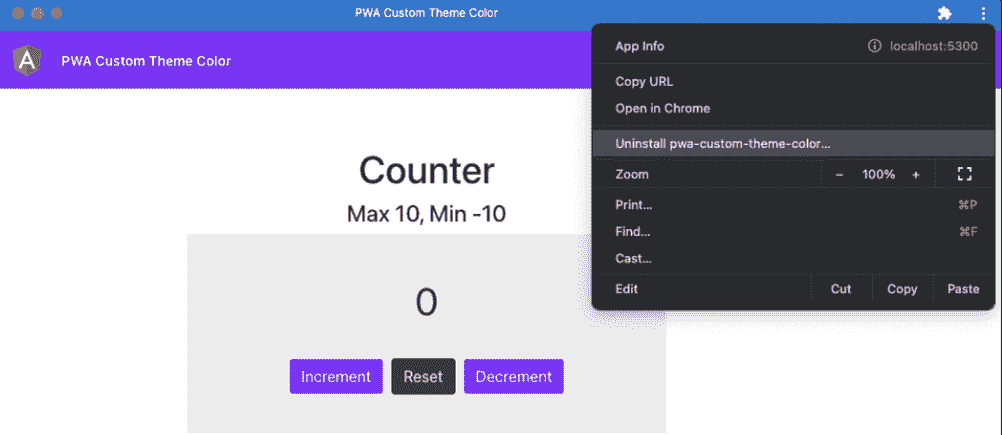 PWA Custom Theme Color
A PWA Custom Theme Color
App Info localhost:5300
Copy URL
Open in Chrome
Uninstall pwa-custom-theme-color...
Zoom − 100% +
Print... ⌘P
Find... ⌘F
Cast...
Edit Cut Copy Paste
Counter
Max 10, Min -10
0
Increment Reset Decrement